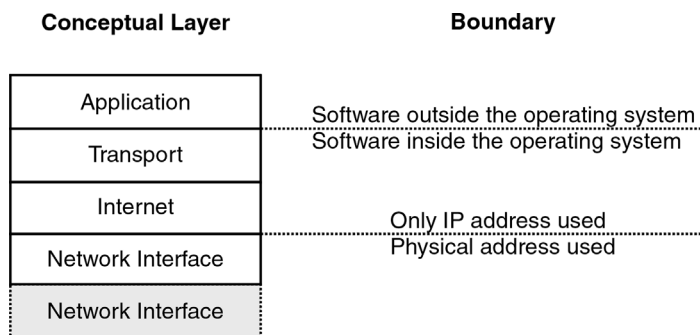 Conceptual Layer
Boundary
Application
Software outside the operating system
Software inside the operating system
Transport
Internet
Only IP address used
Physical address used
Network Interface
Network Interface